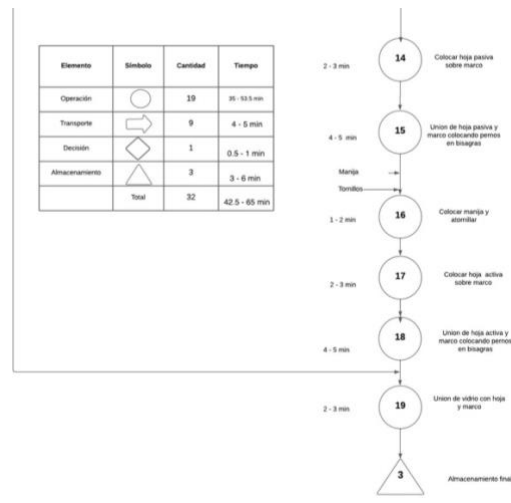 Elemento Símbolo Cantidad Tiempo
Operación 19 35 - 53.5 min
Transporte 9 4 - 5 min
Decisión 1 0.5 - 1 min
Almacenamiento 3 3 - 6 min
Total 32 42.5 - 65 min
2 - 3 min
14
Colocar hoja pasiva
sobre marco
4 - 5 min
15
Union de hoja pasiva y
marco colocando pernos
en bisagras
Manija
Tornillos
1 - 2 min
16
Colocar manija y
atornillar
2 - 3 min
17
Colocar hoja activa
sobre marco
4 - 5 min
18
Union de hoja activa y
marco colocando pernos
en bisagras
2 - 3 min
19
Union de vidrio con hoja
y marco
3
Almacenamiento final